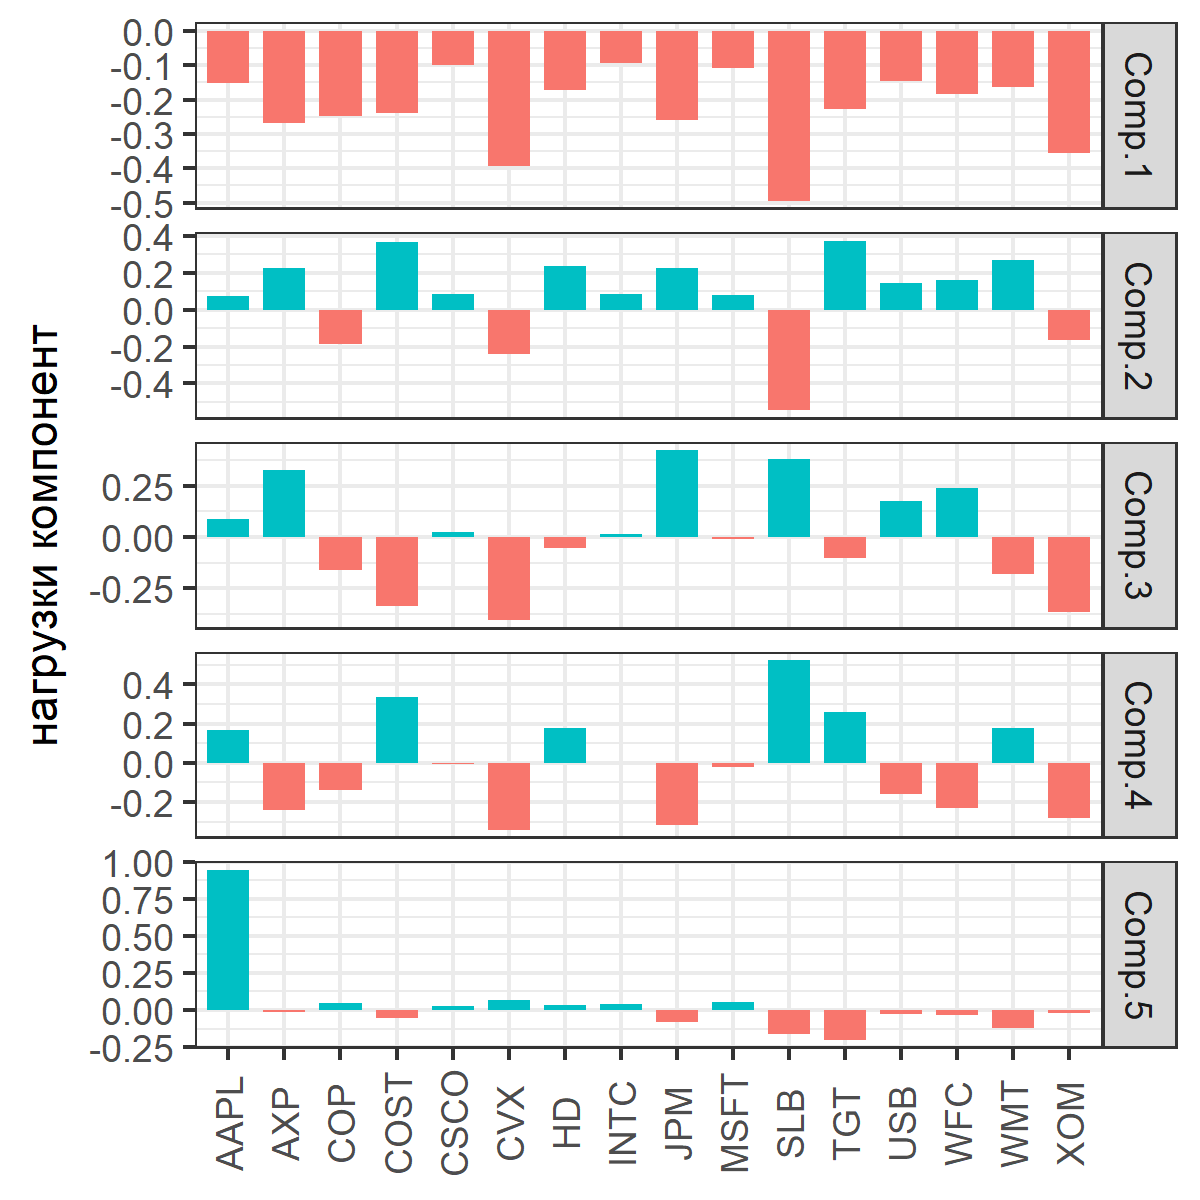 нагрузки компонент
0.0
-0.1
-0.2
-0.3
-0.4
-0.5
Comp.1
0.4
0.2
0.0
-0.2
-0.4
Comp.2
0.25
0.00
-0.25
Comp.3
0.4
0.2
0.0
-0.2
Comp.4
1.00
0.75
0.50
0.25
0.00
-0.25
Comp.5
AAPL
AXP
COP
COST
CSCO
CVX
HD
INTC
JPM
MSFT
SLB
TGT
USB
WFC
WMT
XOM